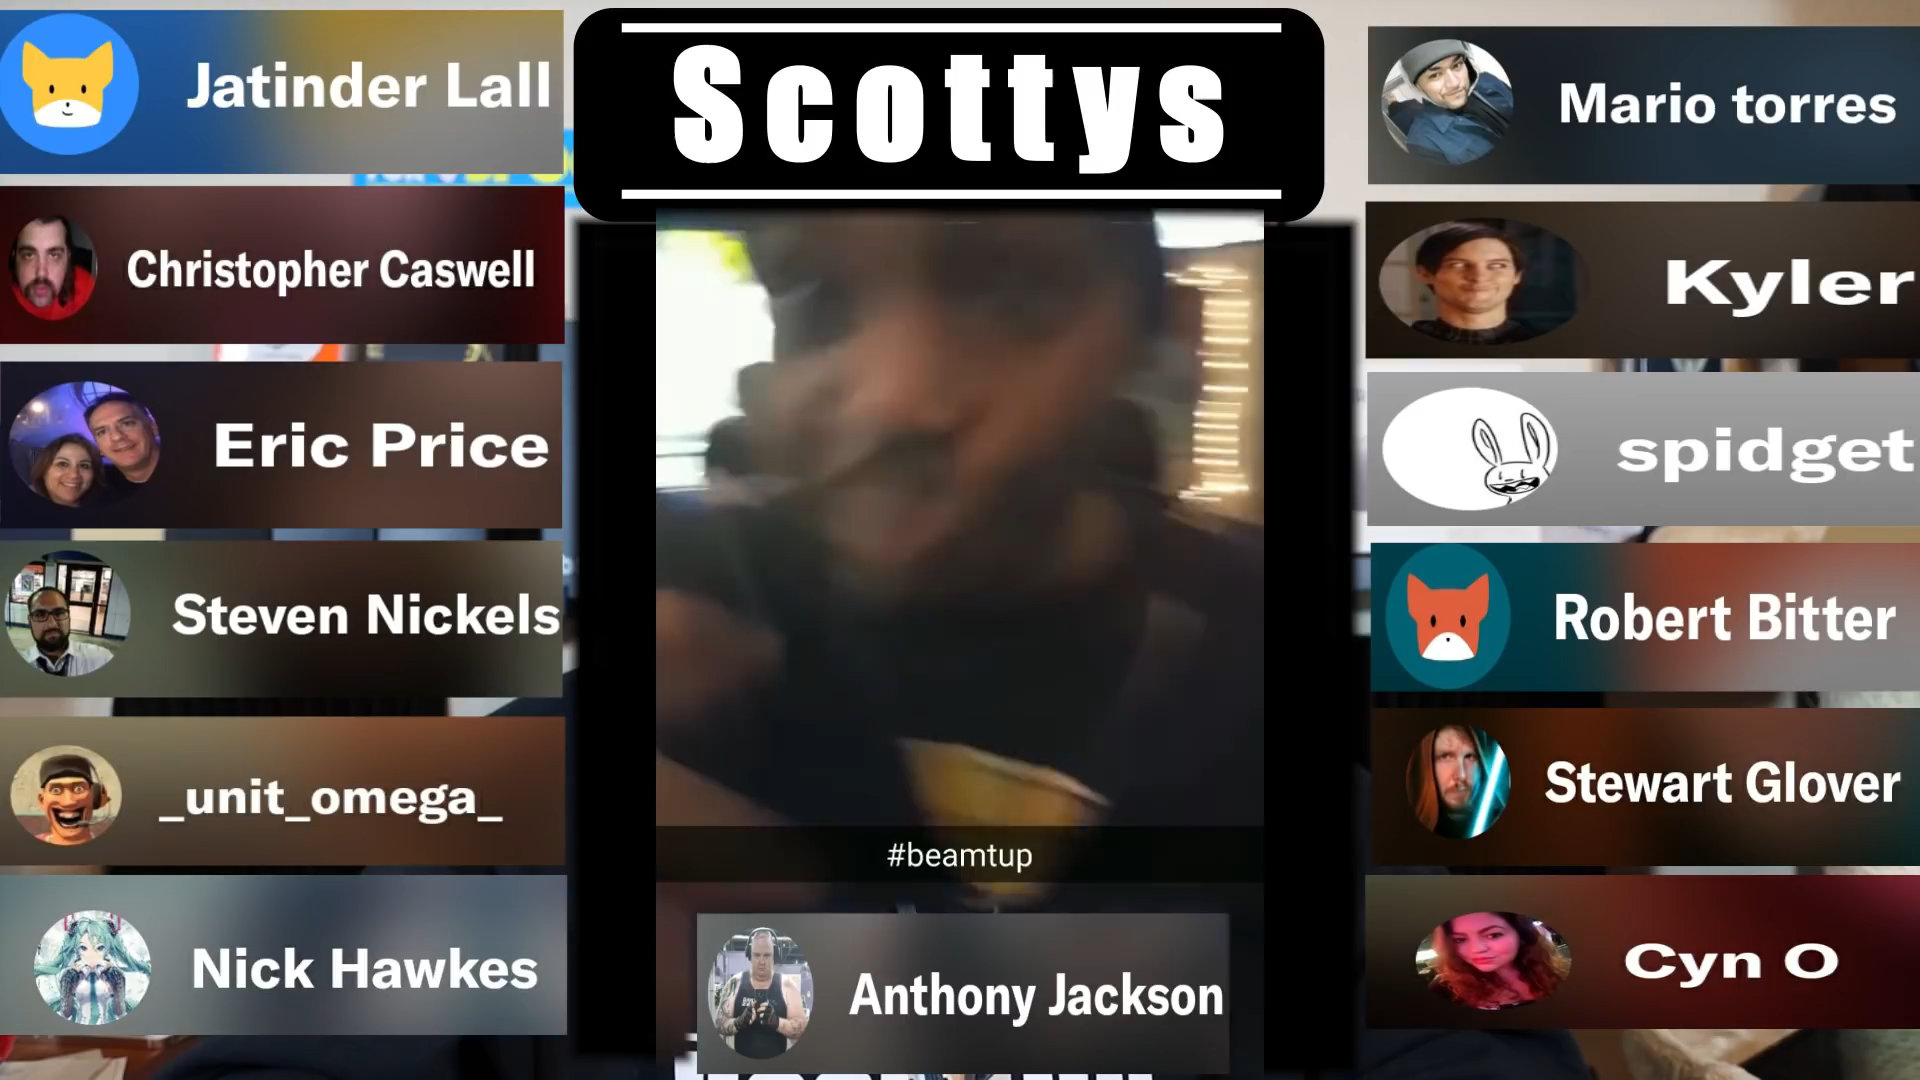 Scottys
Jatinder Lall
Christopher Caswell
Eric Price
Steven Nickels
_unit_omega_
Nick Hawkes
#beamtup
Anthony Jackson
Mario torres
Kyler
spidget
Robert Bitter
Stewart Glover
Cyn O